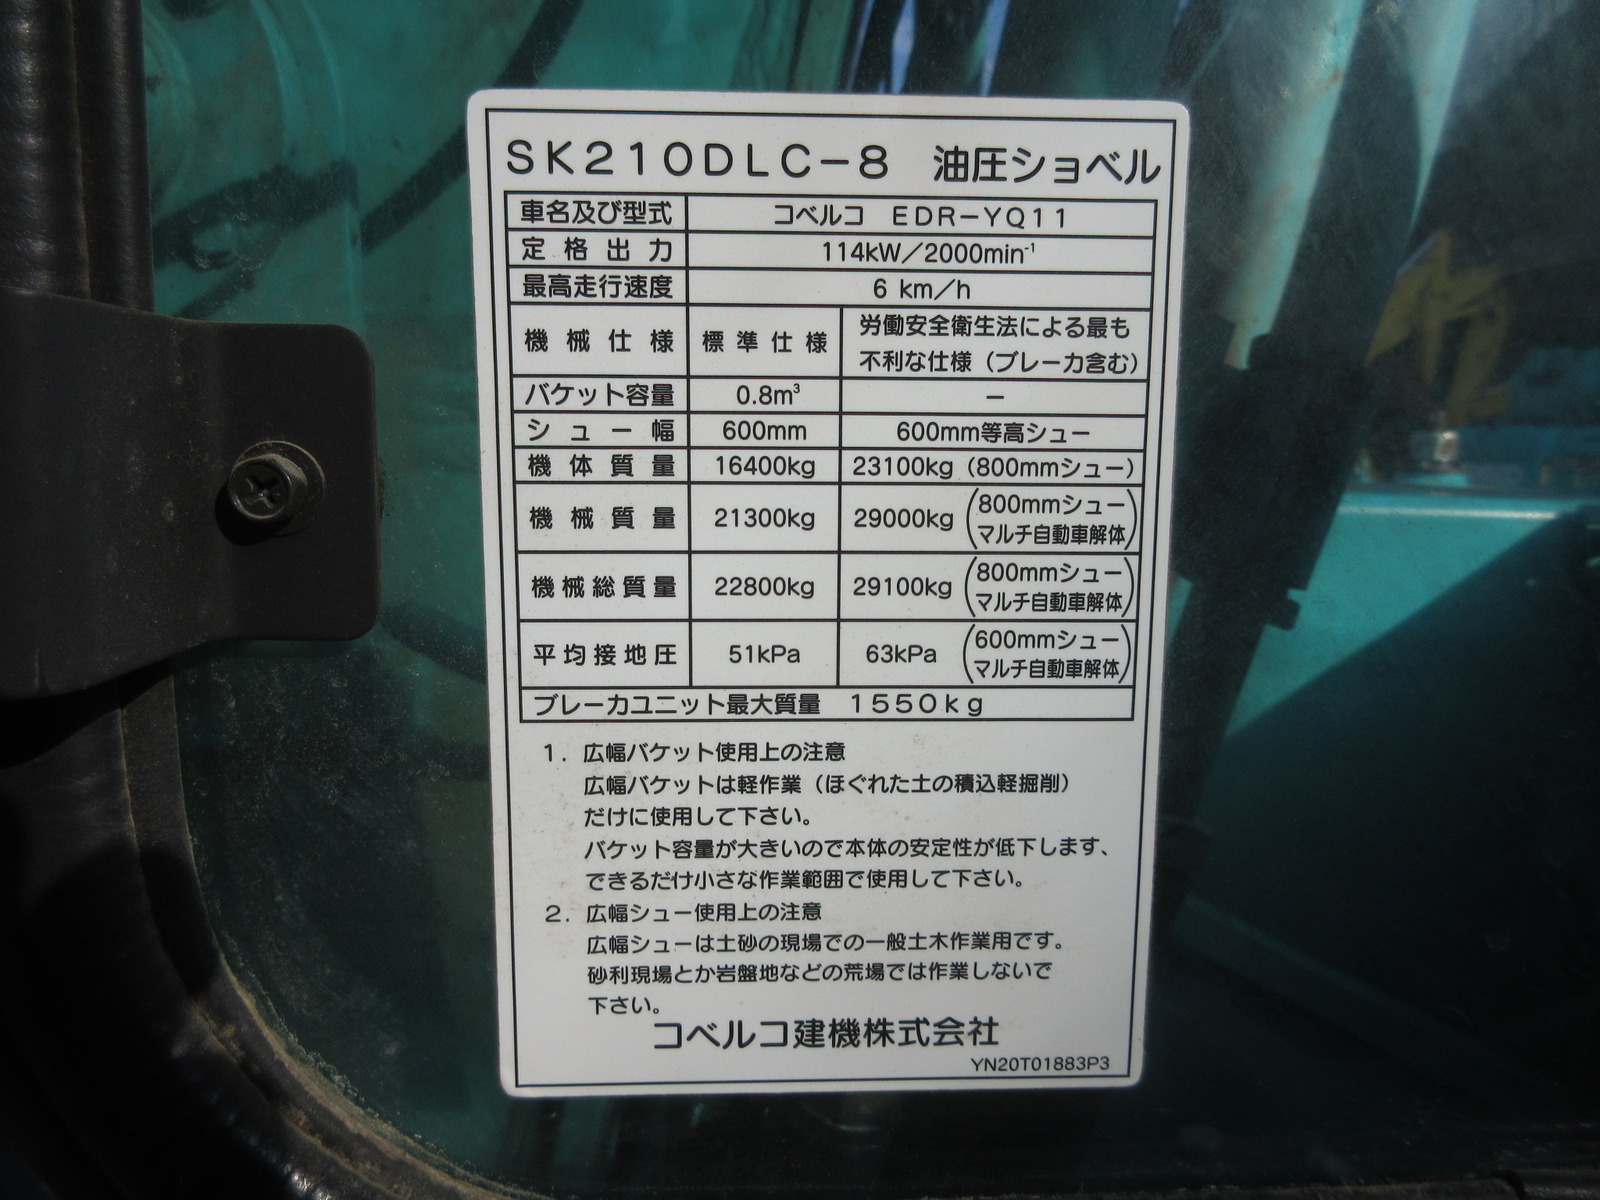 SK210DLC-8 油圧ショベル
車名及び型式 コベルコ EDR-YQ11
定格出力 114kW/2000min⁻¹
最高走行速度 6 km/h
機械仕様 標準仕様 労働安全衛生法による最も
不利な仕様(ブレーカ含む)
バケット容量 0.8m³ −
シュー幅 600mm 600mm等高シュー
機体質量 16400kg 23100kg(800mmシュー)
機械質量 21300kg 29000kg (800mmシュー
マルチ自動車解体)
機械総質量 22800kg 29100kg (800mmシュー
マルチ自動車解体)
平均接地圧 51kPa 63kPa (600mmシュー
マルチ自動車解体)
ブレーカユニット最大質量 1550kg
1. 広幅バケット使用上の注意
広幅バケットは軽作業(ほぐれた土の積込軽掘削)
だけに使用して下さい。
バケット容量が大きいので本体の安定性が低下します、
できるだけ小さな作業範囲で使用して下さい。
2. 広幅シュー使用上の注意
広幅シューは土砂の現場での一般土木作業用です。
砂利現場とか岩盤地などの荒場では作業しないで
下さい。
コベルコ建機株式会社
YN20T01883P3